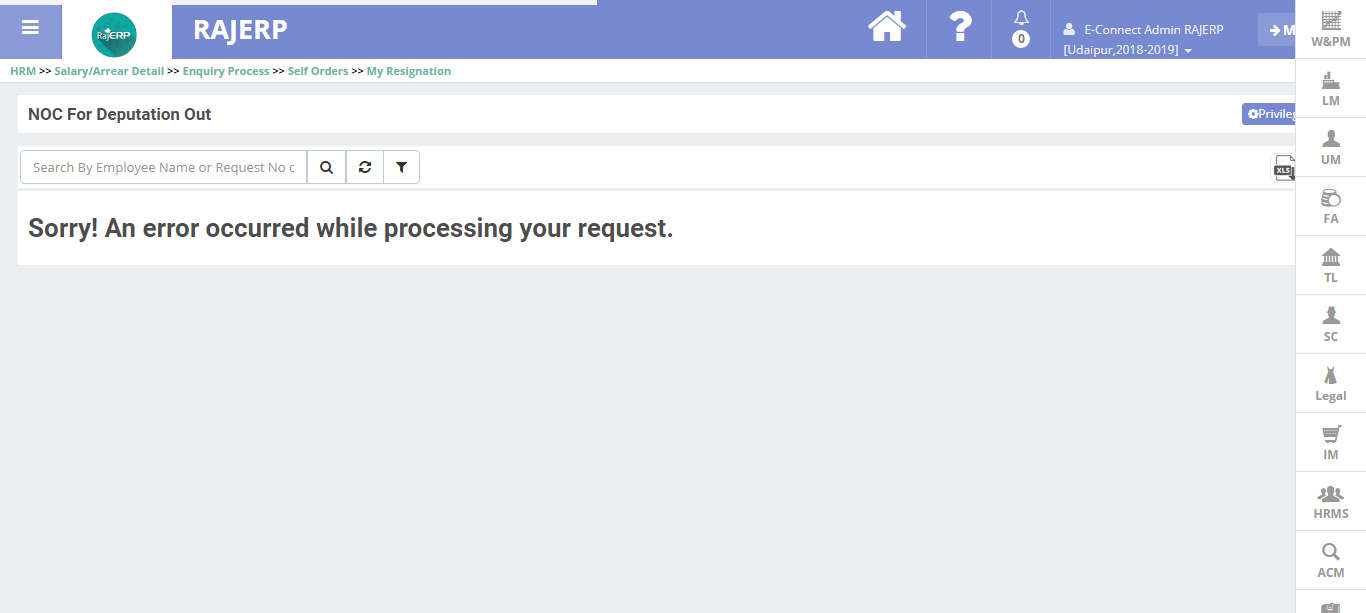 RajERP
RAJERP
0
E-Connect Admin RAJERP
[Udaipur,2018-2019]
M
HRM >> Salary/Arrear Detail >> Enquiry Process >> Self Orders >> My Resignation
NOC For Deputation Out
Privileg
Search By Employee Name or Request No o
XLS
Sorry! An error occurred while processing your request.
W&PM
LM
UM
FA
TL
SC
Legal
IM
HRMS
ACM